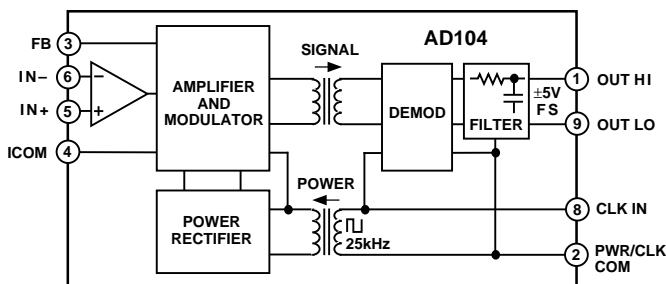 AD104
FB 3
IN– 6
–
IN+ 5
+
ICOM 4
AMPLIFIER
AND
MODULATOR
SIGNAL
DEMOD
±5V
FS
FILTER
1 OUT HI
9 OUT LO
POWER
RECTIFIER
POWER
25kHz
8 CLK IN
2 PWR/CLK
COM